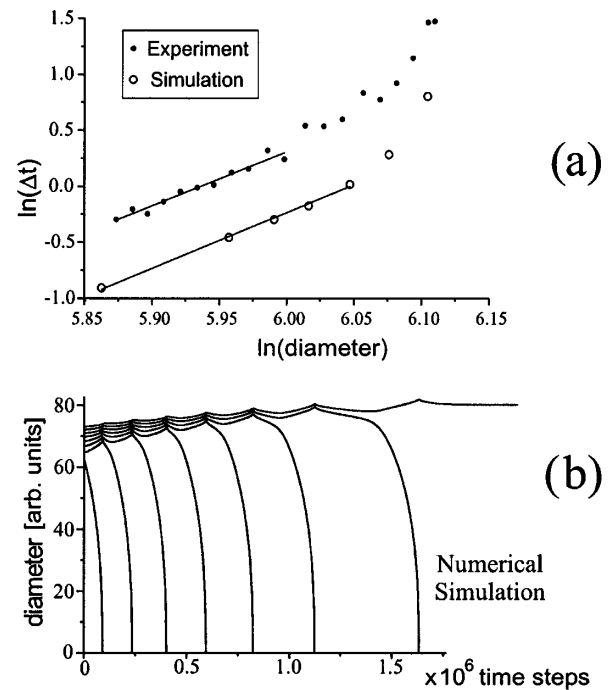 1,5
1,0
0,5
0,0
-0,5
-1,0
ln(Δt)
Experiment
Simulation
5.85 5.90 5.95 6.00 6.05 6.10 6.15
ln(diameter)
(a)
80
60
40
20
0
diameter [arb. units]
0 0.5 1.0 1.5 x10⁶ time steps
Numerical
Simulation
(b)